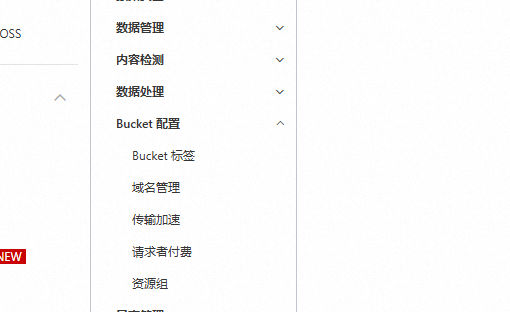 OSS
数据管理
内容检测
数据处理
Bucket 配置
Bucket 标签
域名管理
传输加速
请求者付费
NEW
资源组